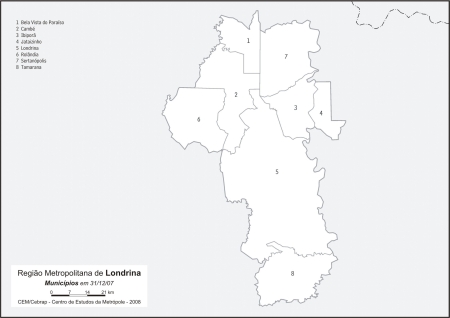 1 Bela Vista do Paraíso
2 Cambé
3 Ibiporã
4 Jataizinho
5 Londrina
6 Rolândia
7 Sertanópolis
8 Tamarana
1
7
2
3
4
4
5
8
Região Metropolitana de Londrina
Municípios em 31/12/07
0 7 14 21 km
CEM/Cebrap - Centro de Estudos da Metrópole - 2008